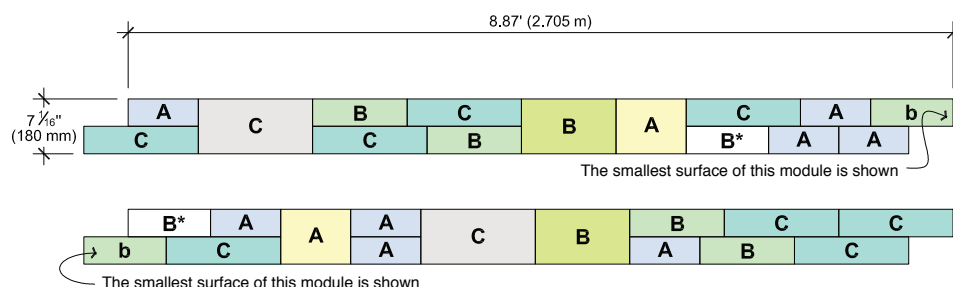 8.87' (2.705 m)
7 1⁄16"
(180 mm)
A C B C B A C A b
C C B B* A A
The smallest surface of this module is shown
B* A A A C B B C C
b C A A B C
The smallest surface of this module is shown